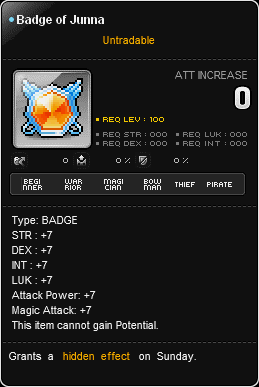 Badge of Junna
Untradable
ATT INCREASE
0
REQ LEV : 100
REQ STR : 000
REQ LUK : 000
REQ DEX : 000
REQ INT : 000
0 0 % 0 %
BEGINNER WARRIOR MAGICIAN BOWMAN THIEF PIRATE
Type: BADGE
STR : +7
DEX : +7
INT : +7
LUK : +7
Attack Power: +7
Magic Attack: +7
This item cannot gain Potential.
Grants a hidden effect on Sunday.